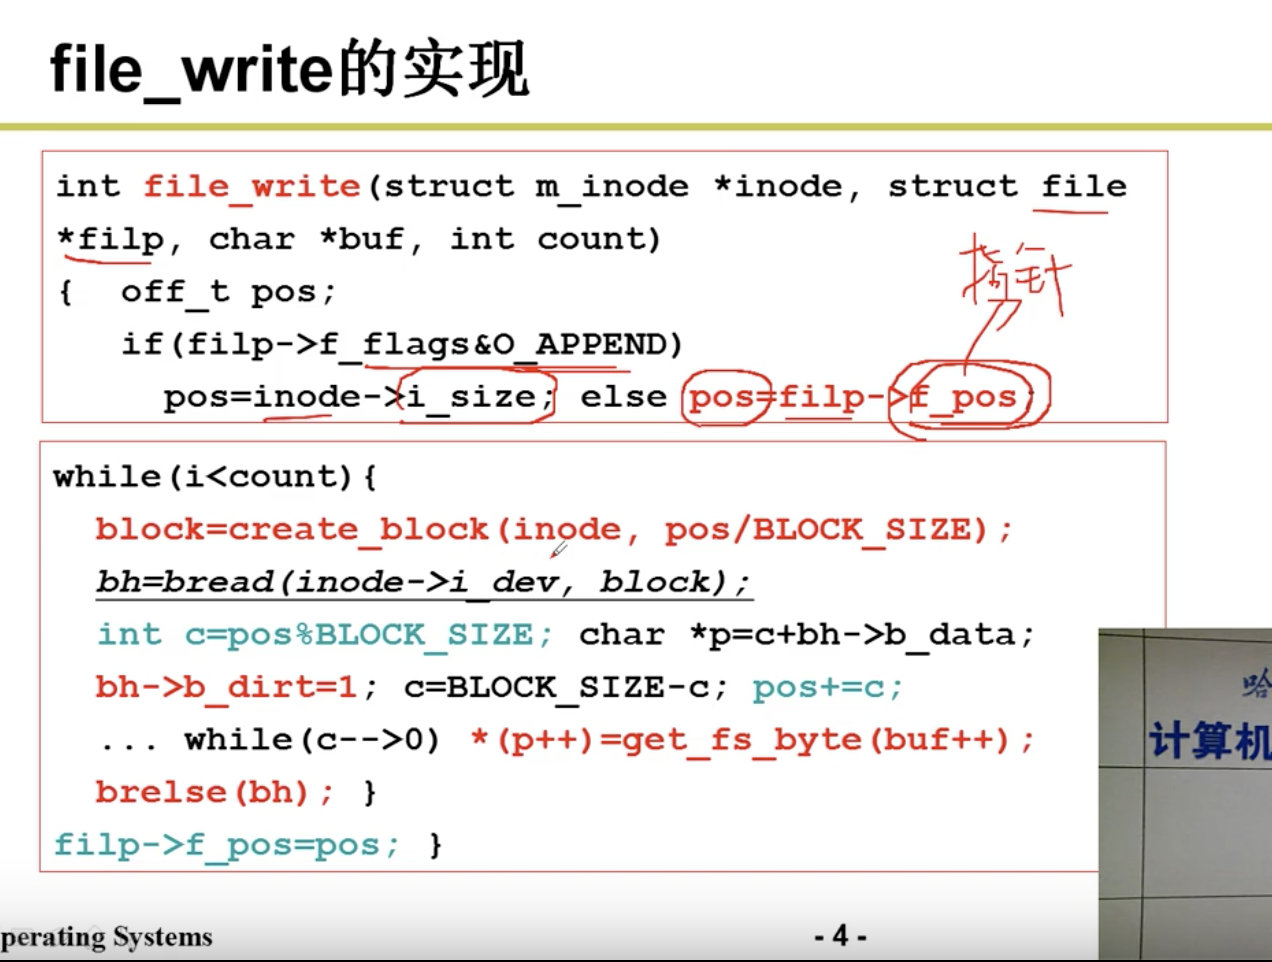 file_write的实现
int file_write(struct m_inode *inode, struct file
*filp, char *buf, int count)
{ off_t pos;
if(filp->f_flags&O_APPEND)
pos=inode->i_size; else pos=filp->f_pos;
指针
while(i<count){
block=create_block(inode, pos/BLOCK_SIZE);
bh=bread(inode->i_dev, block);
int c=pos%BLOCK_SIZE; char *p=c+bh->b_data;
bh->b_dirt=1; c=BLOCK_SIZE-c; pos+=c;
... while(c-->0) *(p++)=get_fs_byte(buf++);
brelse(bh); }
filp->f_pos=pos; }
哈
计算机
perating Systems
- 4 -